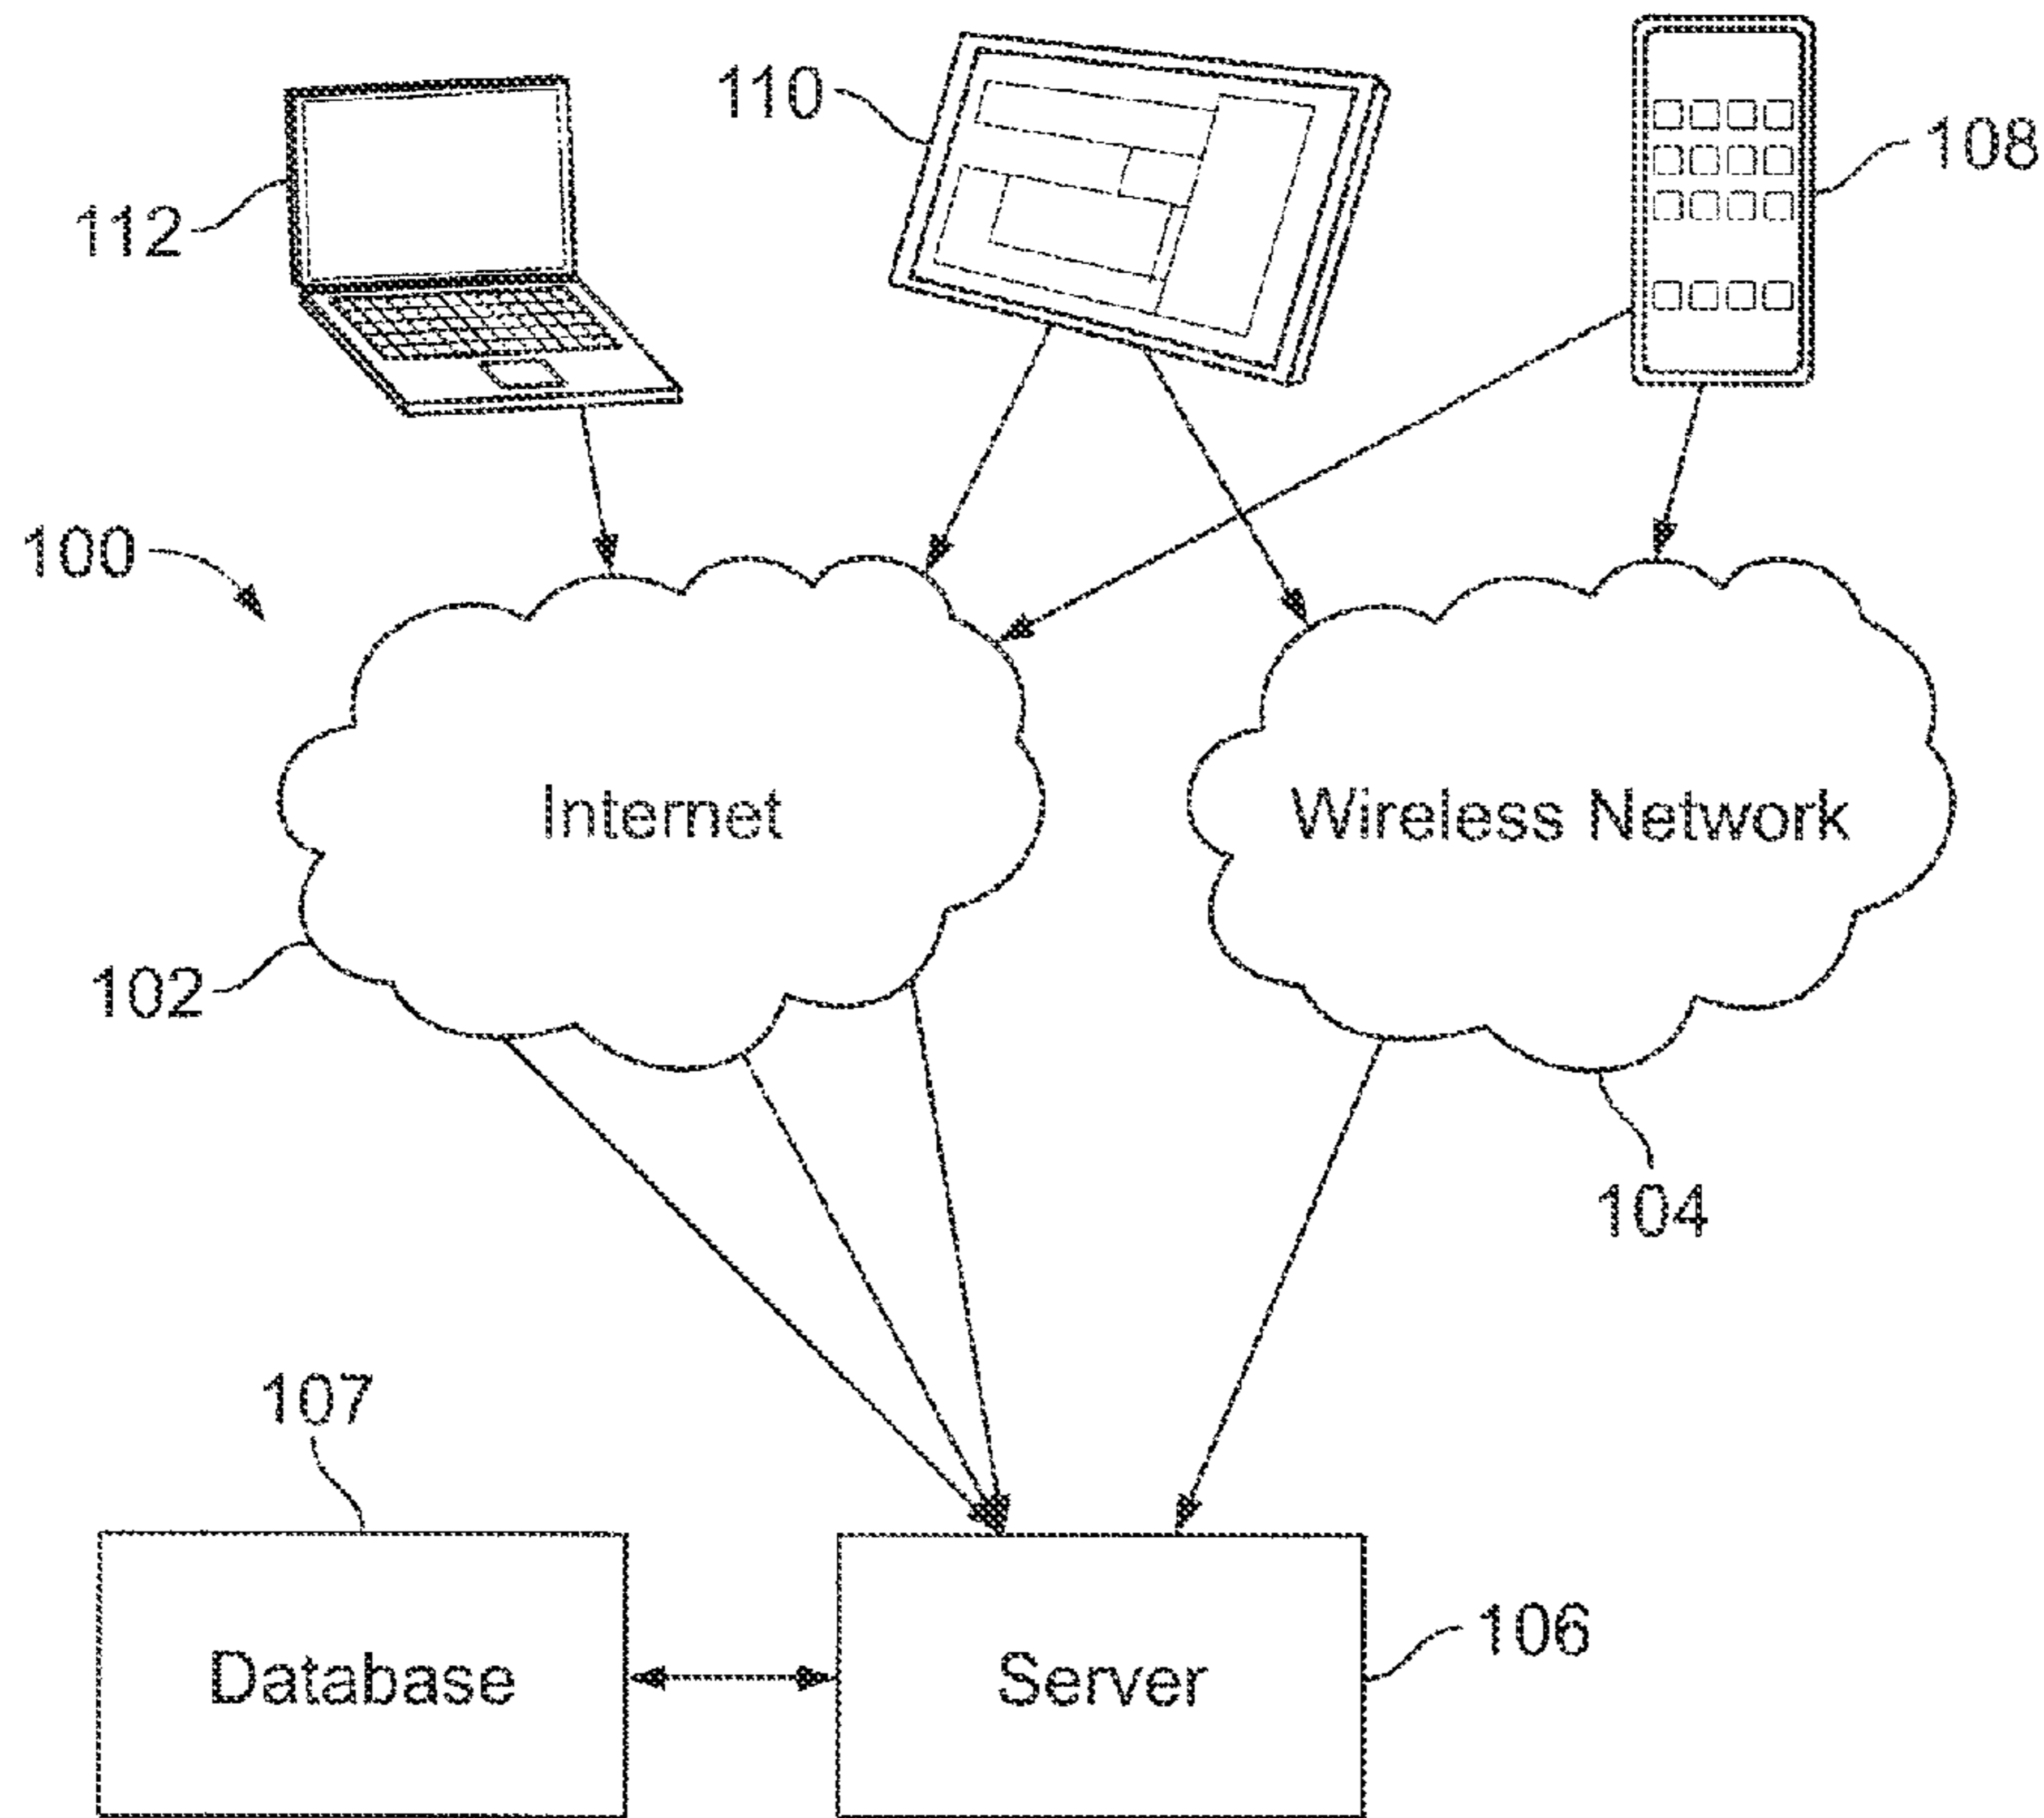 110
108
112
100
Internet
Wireless Network
102
104
107
106
Database
Server